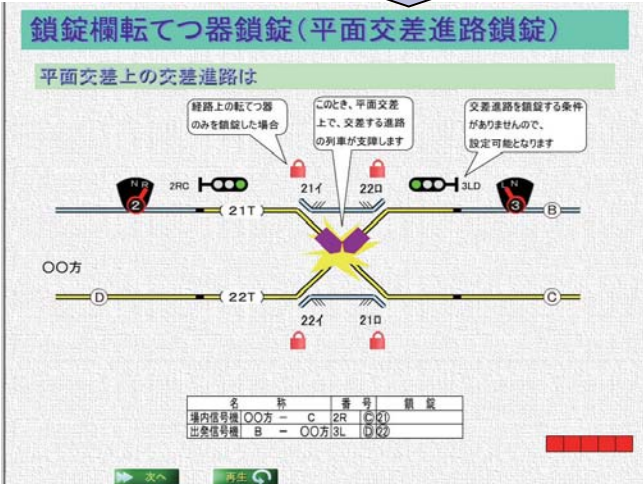 鎖錠欄転てつ器鎖錠(平面交差進路鎖錠)
平面交差上の交差進路は
経路上の転てつ器
のみを鎖錠した場合
このとき、平面交差
上で、交差する進路
の列車が支障します
交差進路を鎖錠する条件
がありませんので、
設定可能となります
N R
2
2RC
21イ
22ロ
3LD
L N
3
21T
B
〇〇方
D
22T
C
22イ
21ロ
名 称 番 号 鎖 錠
場内信号機 〇〇方 - C 2R Ⓒ㉑
出発信号機 B - 〇〇方 3L Ⓓ㉒
次へ
再生